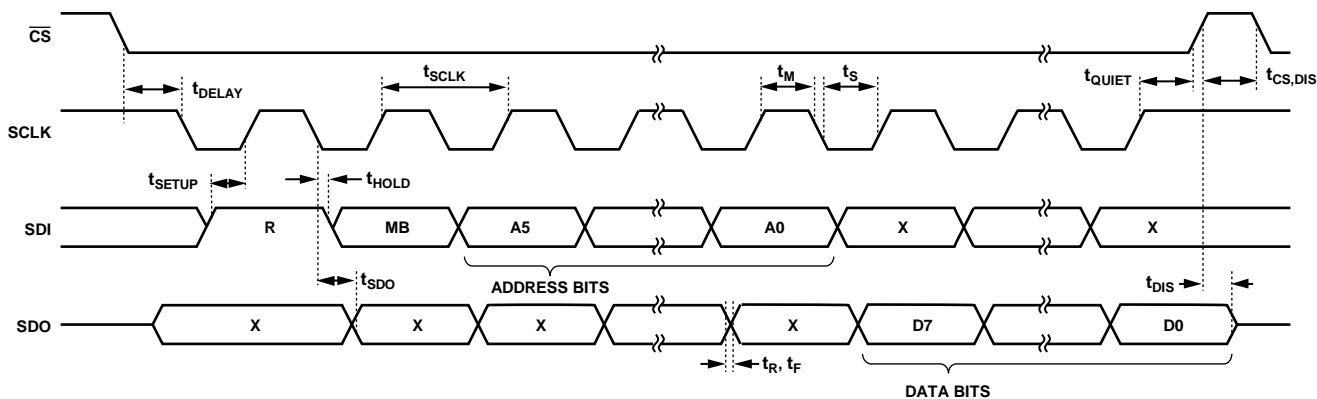 CS
tDELAY
tSCLK
tM
tS
tQUIET
tCS,DIS
SCLK
tSETUP
tHOLD
SDI
R
MB
A5
A0
X
X
tSDO
ADDRESS BITS
tDIS
SDO
X
X
X
X
D7
D0
tR, tF
DATA BITS